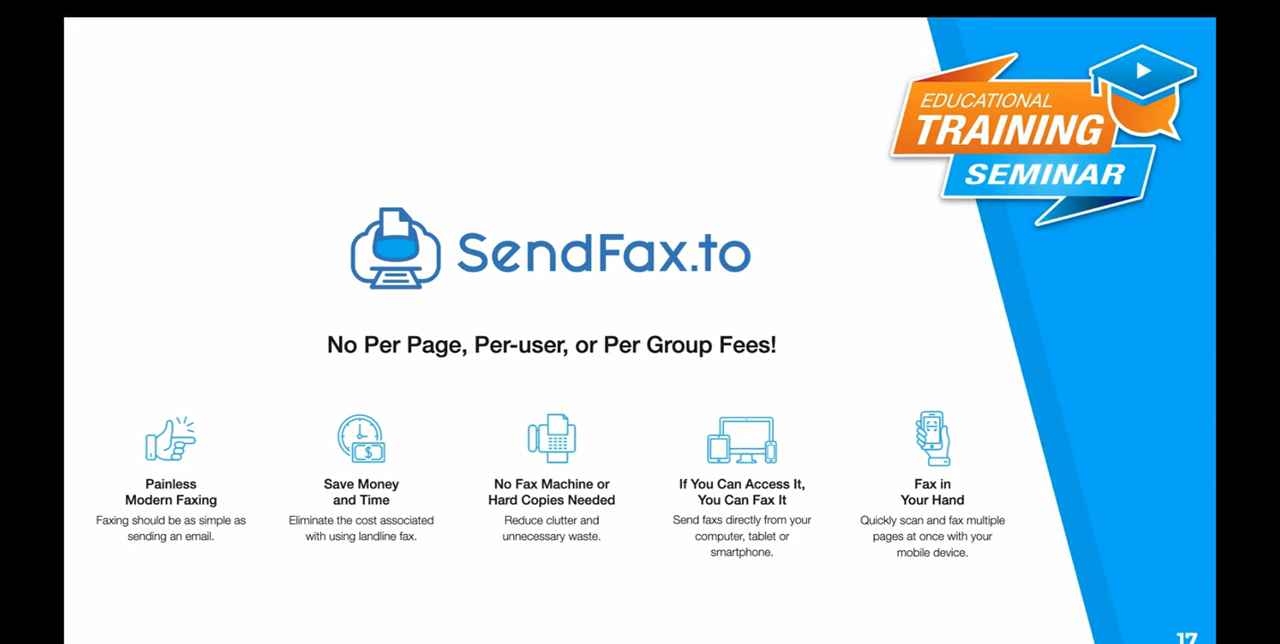 EDUCATIONAL
TRAINING
SEMINAR
SendFax.to
No Per Page, Per-user, or Per Group Fees!
Painless
Modern Faxing
Faxing should be as simple as
sending an email.
Save Money
and Time
Eliminate the cost associated
with using landline fax.
$
No Fax Machine or
Hard Copies Needed
Reduce clutter and
unnecessary waste.
If You Can Access It,
You Can Fax It
Send faxs directly from your
computer, tablet or
smartphone.
Fax in
Your Hand
Quickly scan and fax multiple
pages at once with your
mobile device.
17